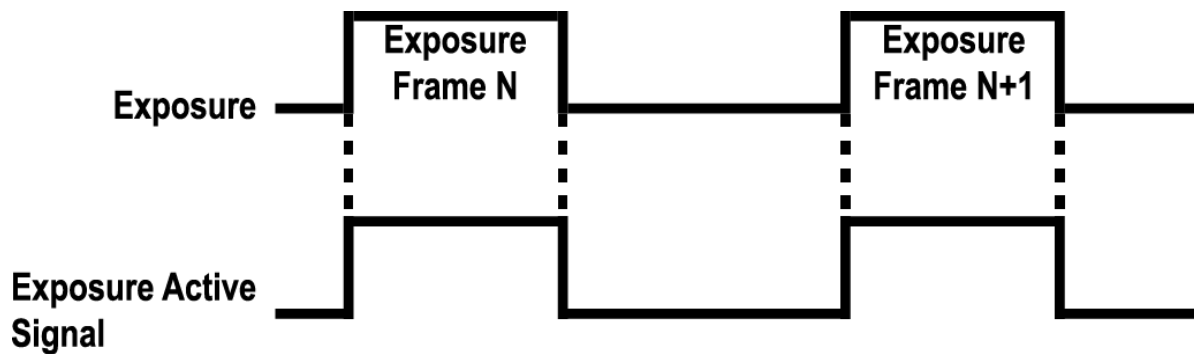 Exposure
Frame N
Exposure
Frame N+1
Exposure
Exposure Active
Signal